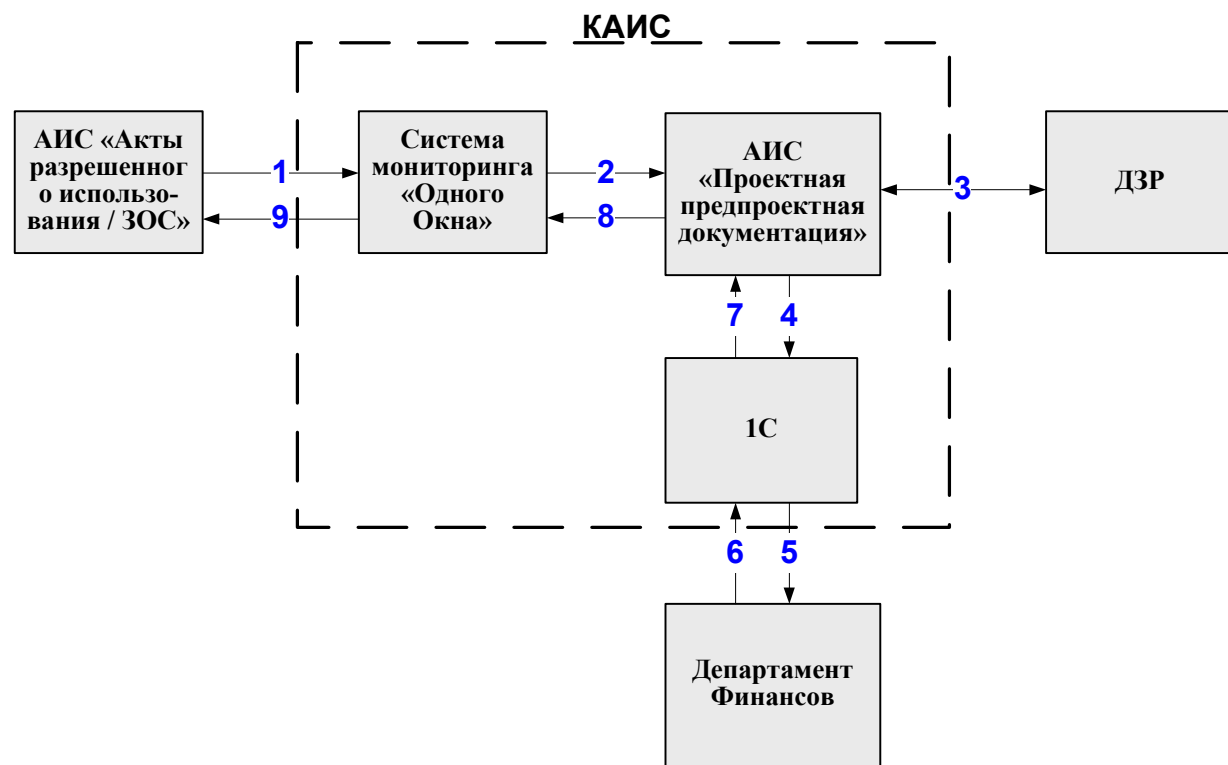 КАИС
АИС «Акты
разрешенног
о использо-
вания / ЗОС»
1
9
Система
мониторинга
«Одного
Окна»
2
8
АИС
«Проектная
предпроектная
документация»
3
ДЗР
7
4
1С
6
5
Департамент
Финансов